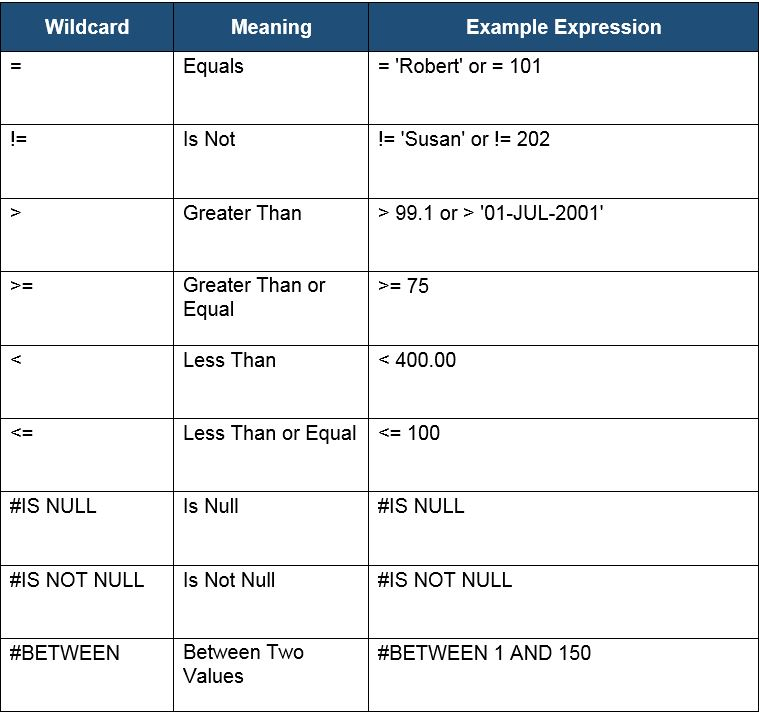 Wildcard Meaning Example Expression
= Equals = 'Robert' or = 101
!= Is Not != 'Susan' or != 202
> Greater Than > 99.1 or > '01-JUL-2001'
>= Greater Than or >= 75
Equal
< Less Than < 400.00
<= Less Than or Equal <= 100
#IS NULL Is Null #IS NULL
#IS NOT NULL Is Not Null #IS NOT NULL
#BETWEEN Between Two #BETWEEN 1 AND 150
Values